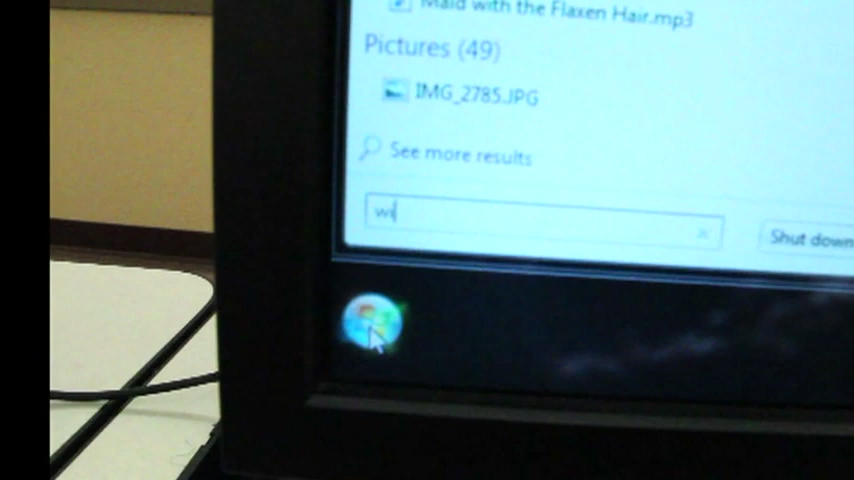 Maid with the Flaxen Hair.mp3
Pictures (49)
IMG_2785.JPG
See more results
wi
Shut down